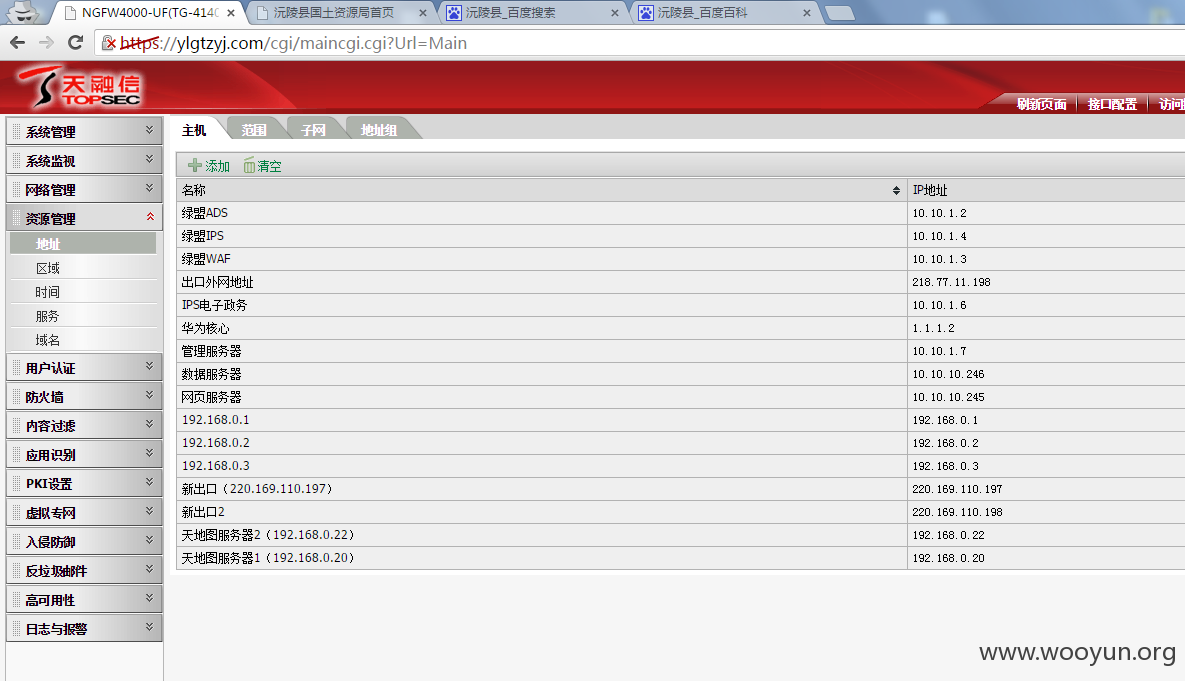 NGFW4000-UF(TG-414 沅陵县国土资源局首页 沅陵县_百度搜索 沅陵县_百度百科
https://ylgtzyj.com/cgi/maincgi.cgi?Url=Main
天融信
TOPSEC
刷新页面 接口配置 访问
系统管理
系统监视
网络管理
资源管理
地址
区域
时间
服务
域名
用户认证
防火墙
内容过滤
应用识别
PKI设置
虚拟专网
入侵防御
反垃圾邮件
高可用性
日志与报警
主机 范围 子网 地址组
添加 清空
名称 IP地址
绿盟ADS 10.10.1.2
绿盟IPS 10.10.1.4
绿盟WAF 10.10.1.3
出口外网地址 218.77.11.198
IPS电子政务 10.10.1.6
华为核心 1.1.1.2
管理服务器 10.10.1.7
数据服务器 10.10.10.246
网页服务器 10.10.10.245
192.168.0.1 192.168.0.1
192.168.0.2 192.168.0.2
192.168.0.3 192.168.0.3
新出口（220.169.110.197） 220.169.110.197
新出口2 220.169.110.198
天地图服务器2（192.168.0.22） 192.168.0.22
天地图服务器1（192.168.0.20） 192.168.0.20
www.wooyun.org